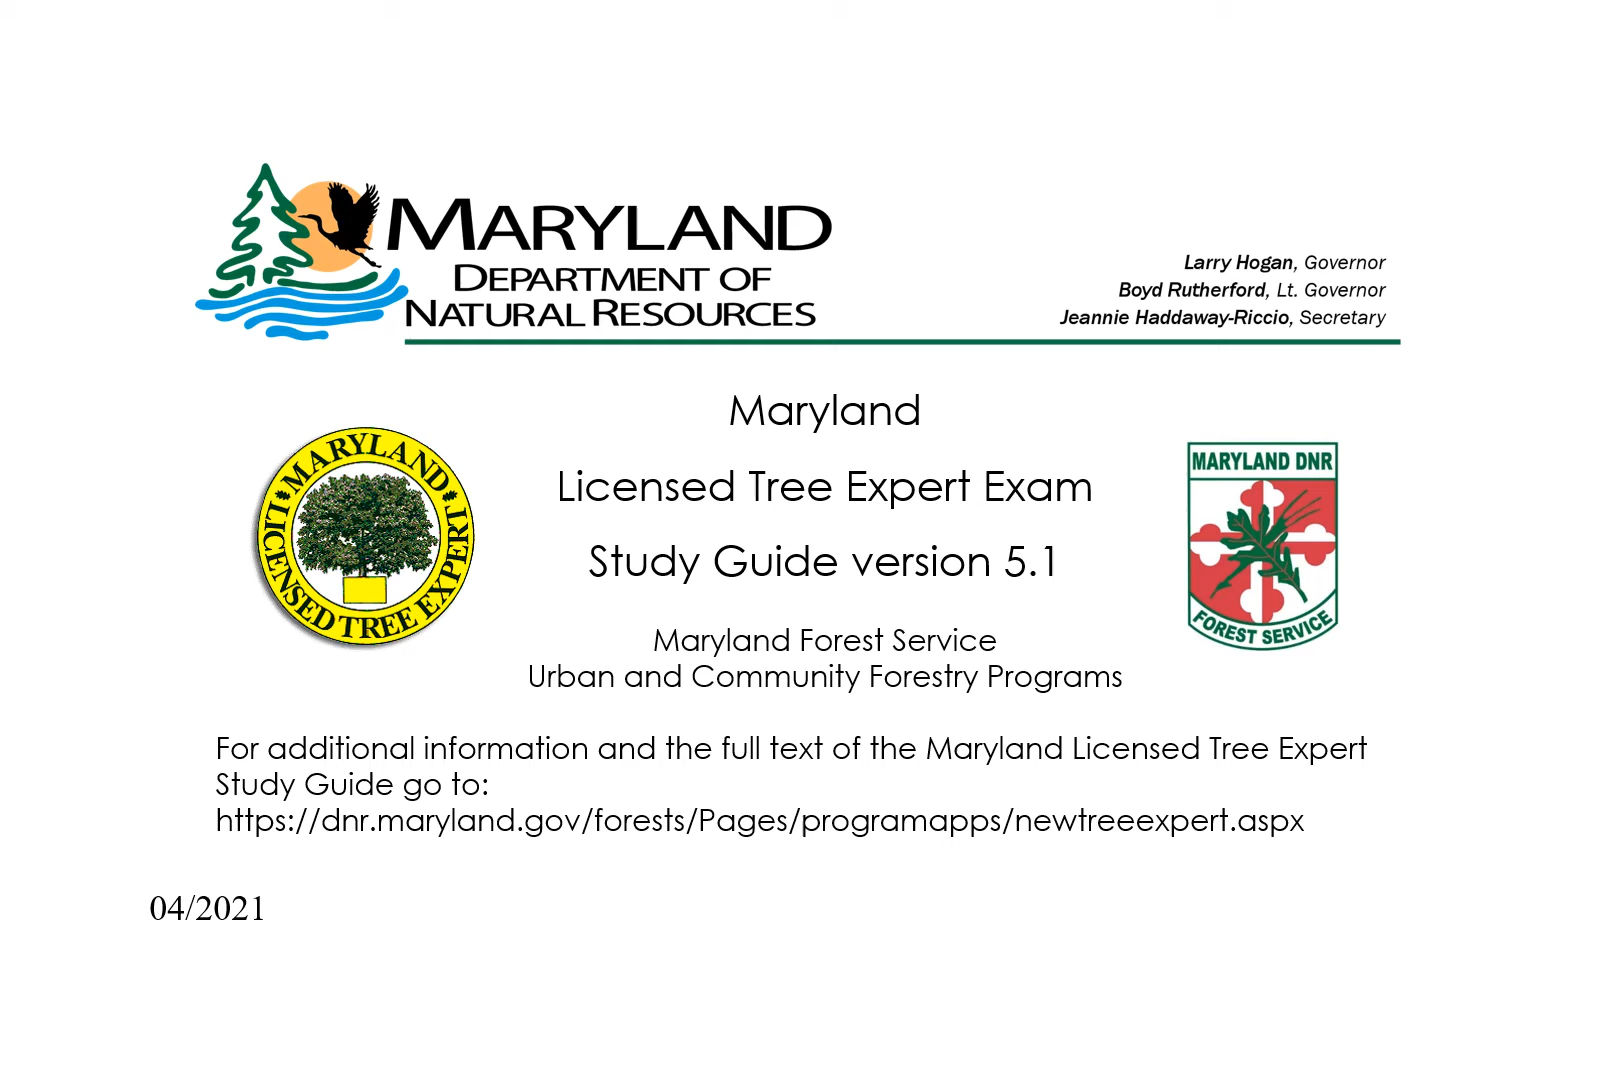 MARYLAND
DEPARTMENT OF
NATURAL RESOURCES
Larry Hogan, Governor
Boyd Rutherford, Lt. Governor
Jeannie Haddaway-Riccio, Secretary
Maryland
Licensed Tree Expert Exam
Study Guide version 5.1
MARYLAND
LICENSED TREE EXPERT
MARYLAND DNR
FOREST SERVICE
Maryland Forest Service
Urban and Community Forestry Programs
For additional information and the full text of the Maryland Licensed Tree Expert
Study Guide go to:
https://dnr.maryland.gov/forests/Pages/programapps/newtreeexpert.aspx
04/2021